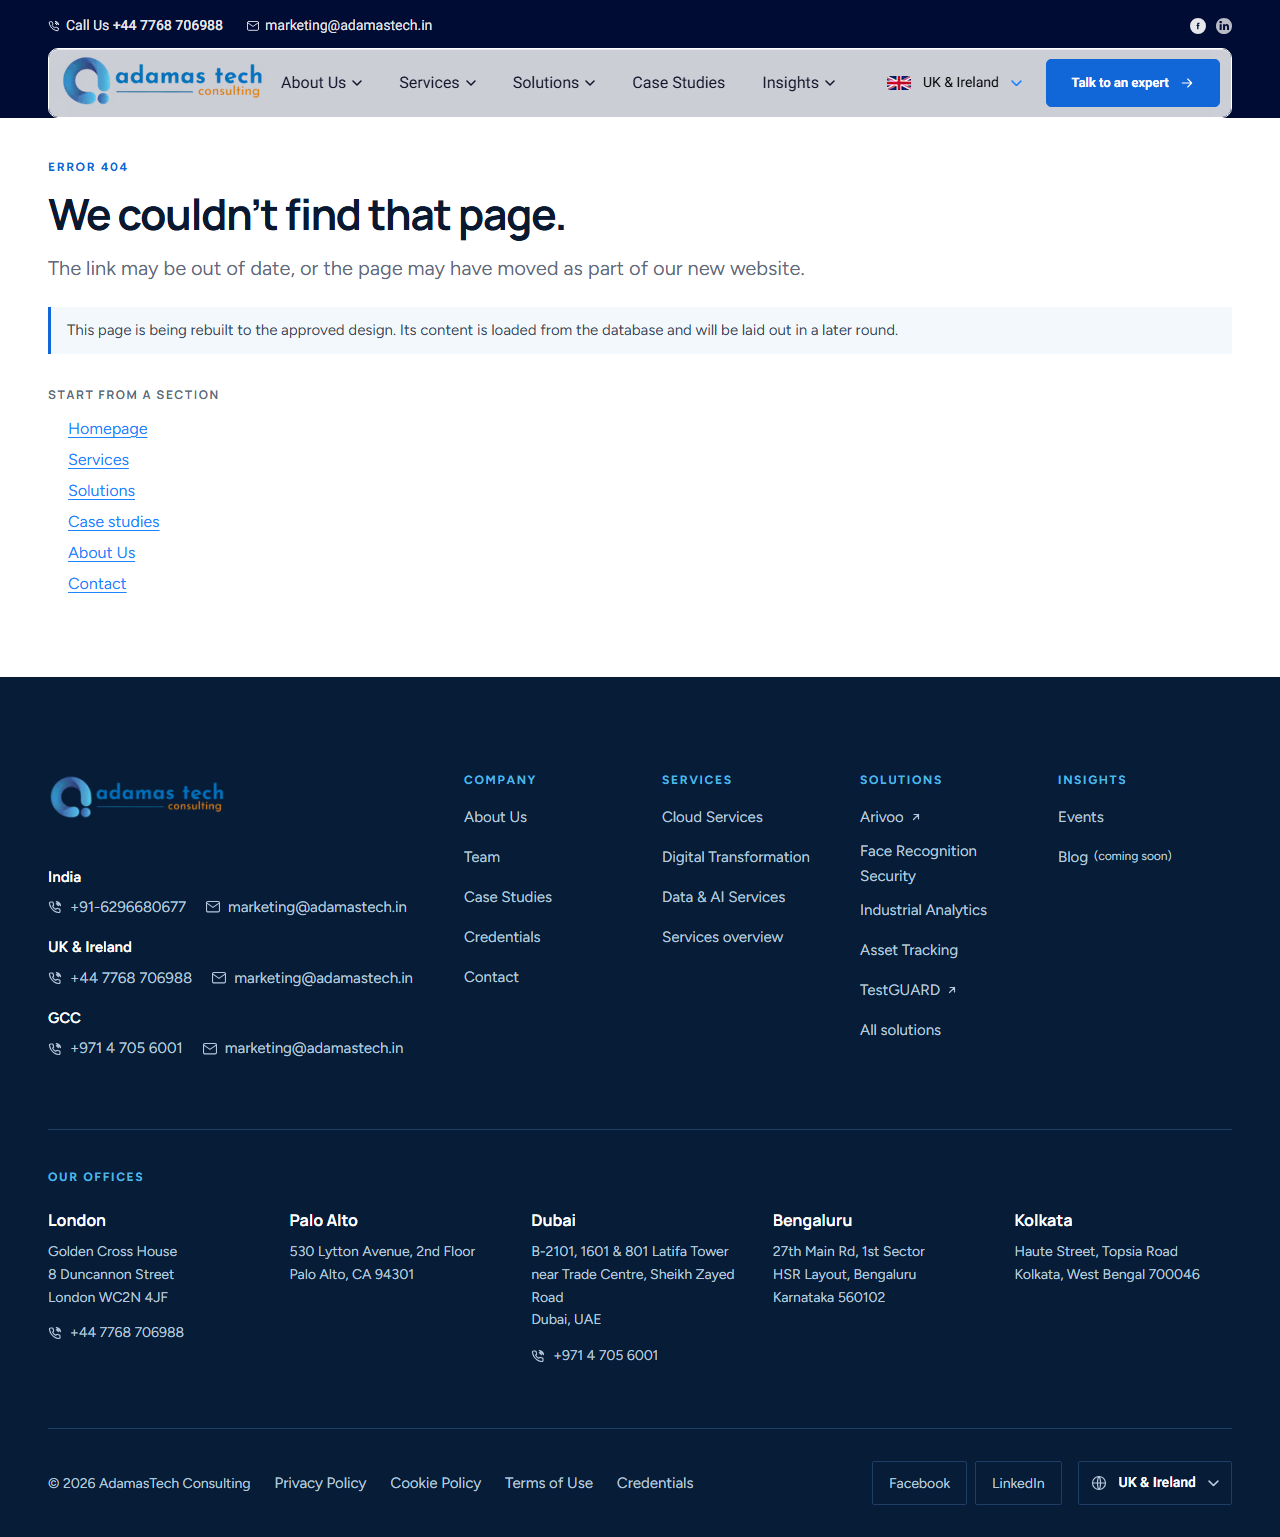 Call Us +44 7768 706988 marketing@adamastech.in
f in
adamas tech
consulting
About Us Services Solutions Case Studies Insights UK & Ireland Talk to an expert
ERROR 404
We couldn't find that page.
The link may be out of date, or the page may have moved as part of our new website.
This page is being rebuilt to the approved design. Its content is loaded from the database and will be laid out in a later round.
START FROM A SECTION
Homepage
Services
Solutions
Case studies
About Us
Contact
adamas tech
consulting
India
+91-6296680677 marketing@adamastech.in
UK & Ireland
+44 7768 706988 marketing@adamastech.in
GCC
+971 4 705 6001 marketing@adamastech.in
COMPANY
About Us
Team
Case Studies
Credentials
Contact
SERVICES
Cloud Services
Digital Transformation
Data & AI Services
Services overview
SOLUTIONS
Arivoo
Face Recognition
Security
Industrial Analytics
Asset Tracking
TestGUARD
All solutions
INSIGHTS
Events
Blog (coming soon)
OUR OFFICES
London
Golden Cross House
8 Duncannon Street
London WC2N 4JF
+44 7768 706988
Palo Alto
530 Lytton Avenue, 2nd Floor
Palo Alto, CA 94301
Dubai
B-2101, 1601 & 801 Latifa Tower
near Trade Centre, Sheikh Zayed
Road
Dubai, UAE
+971 4 705 6001
Bengaluru
27th Main Rd, 1st Sector
HSR Layout, Bengaluru
Karnataka 560102
Kolkata
Haute Street, Topsia Road
Kolkata, West Bengal 700046
© 2026 AdamasTech Consulting Privacy Policy Cookie Policy Terms of Use Credentials Facebook LinkedIn UK & Ireland